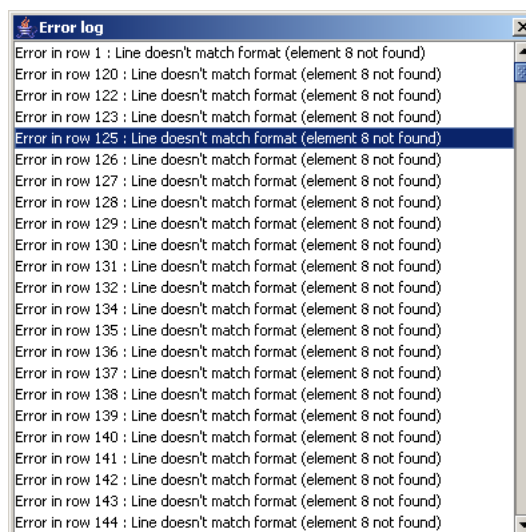 Error log
Error in row 1 : Line doesn't match format (element 8 not found)
Error in row 120 : Line doesn't match format (element 8 not found)
Error in row 122 : Line doesn't match format (element 8 not found)
Error in row 123 : Line doesn't match format (element 8 not found)
Error in row 125 : Line doesn't match format (element 8 not found)
Error in row 126 : Line doesn't match format (element 8 not found)
Error in row 127 : Line doesn't match format (element 8 not found)
Error in row 128 : Line doesn't match format (element 8 not found)
Error in row 129 : Line doesn't match format (element 8 not found)
Error in row 130 : Line doesn't match format (element 8 not found)
Error in row 131 : Line doesn't match format (element 8 not found)
Error in row 132 : Line doesn't match format (element 8 not found)
Error in row 134 : Line doesn't match format (element 8 not found)
Error in row 135 : Line doesn't match format (element 8 not found)
Error in row 136 : Line doesn't match format (element 8 not found)
Error in row 137 : Line doesn't match format (element 8 not found)
Error in row 138 : Line doesn't match format (element 8 not found)
Error in row 139 : Line doesn't match format (element 8 not found)
Error in row 140 : Line doesn't match format (element 8 not found)
Error in row 141 : Line doesn't match format (element 8 not found)
Error in row 142 : Line doesn't match format (element 8 not found)
Error in row 143 : Line doesn't match format (element 8 not found)
Error in row 144 : Line doesn't match format (element 8 not found)